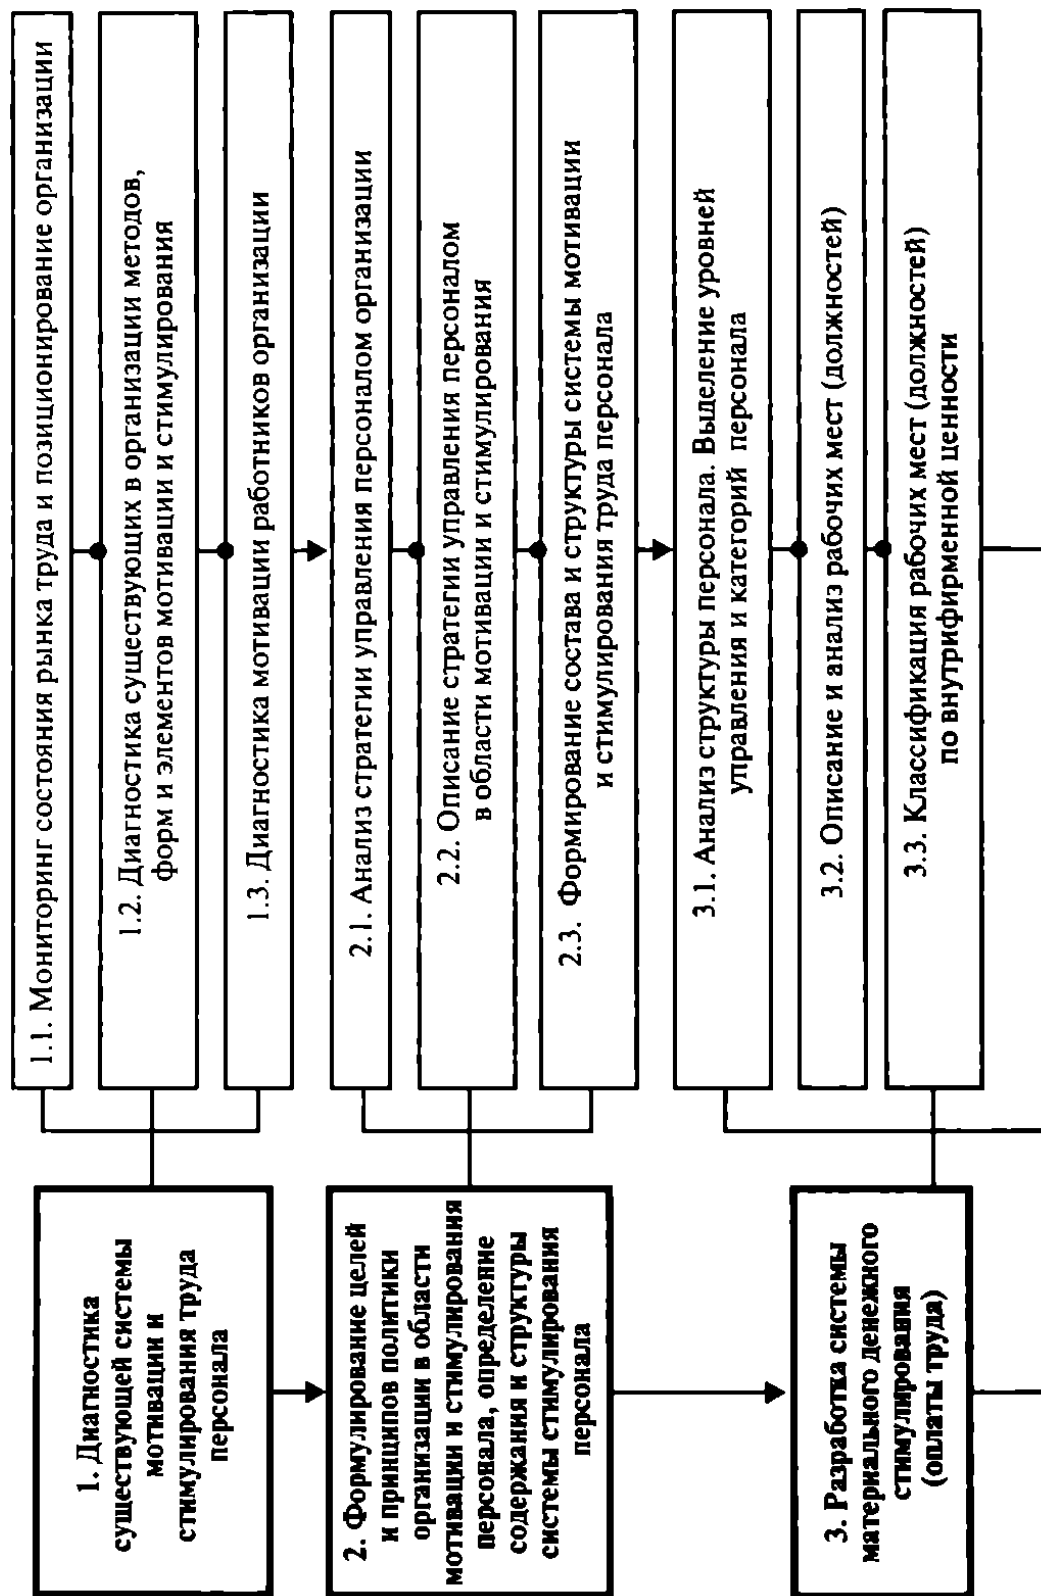 1. Диагностика
существующей системы
мотивации и
стимулирования труда
персонала
1.1. Мониторинг состояния рынка труда и позиционирование организации
1.2. Диагностика существующих в организации методов,
форм и элементов мотивации и стимулирования
1.3. Диагностика мотивации работников организации
2. Формулирование целей
и принципов политики
организации в области
мотивации и стимулирования
персонала, определение
содержания и структуры
системы стимулирования
персонала
2.1. Анализ стратегии управления персоналом организации
2.2. Описание стратегии управления персоналом
в области мотивации и стимулирования
2.3. Формирование состава и структуры системы мотивации
и стимулирования труда персонала
3. Разработка системы
материального денежного
стимулирования
(оплаты труда)
3.1. Анализ структуры персонала. Выделение уровней
управления и категорий персонала
3.2. Описание и анализ рабочих мест (должностей)
3.3. Классификация рабочих мест (должностей)
по внутрифирменной ценности